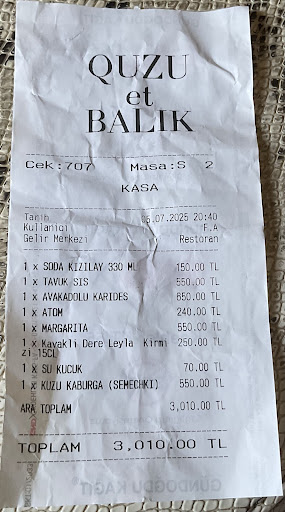 QUZU
et
BALIK
Cek:707 Masa:S 2
KASA
Tarih 06.07.2025 20:40
Kullanici F.A
Gelir Merkezi Restoran
1 x SODA KIZILAY 330 ML 150.00 TL
1 x TAVUK SIS 550.00 TL
1 x AVAKADOLU KARIDES 650.00 TL
1 x ATOM 240.00 TL
1 x MARGARITA 550.00 TL
1 x Kavakli Dere Leyla Kirmi 250.00 TL
zi 15CL
1 x SU KUCUK 70.00 TL
1 x KUZU KABURGA (SEMECHKI) 550.00 TL
ARA TOPLAM 3,010.00 TL
TOPLAM 3,010.00 TL
GÜNDOĞDU KAĞIT